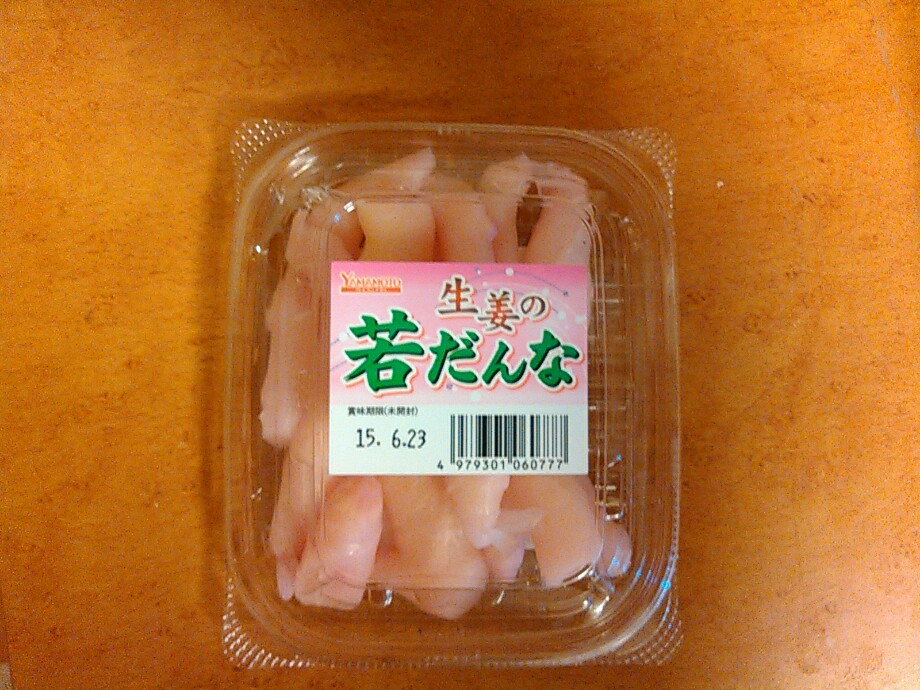 YAMAMOTO
生姜の
若だんな
賞味期限(未開封)
15. 6.23
4 979301 060777